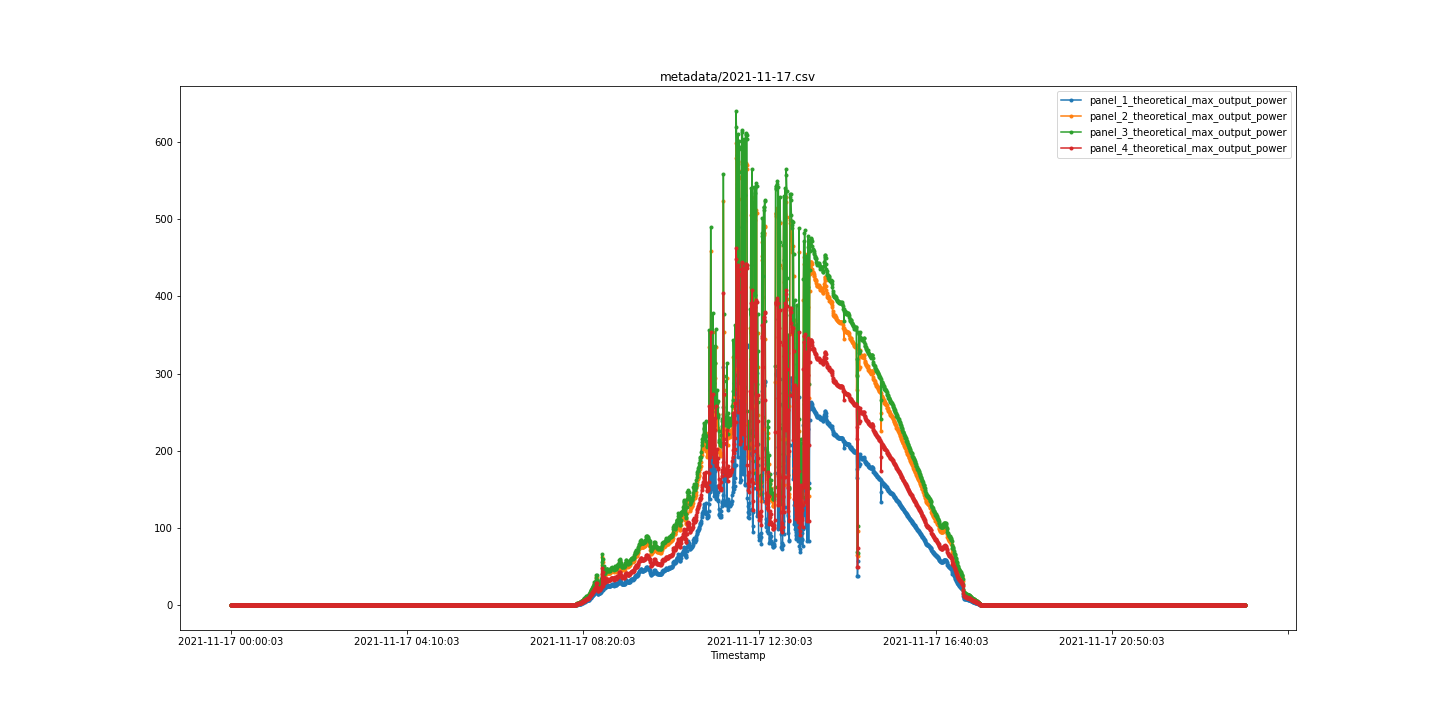 metadata/2021-11-17.csv
panel_1_theoretical_max_output_power
panel_2_theoretical_max_output_power
panel_3_theoretical_max_output_power
panel_4_theoretical_max_output_power
600
500
400
300
200
100
0
2021-11-17 00:00:03 2021-11-17 04:10:03 2021-11-17 08:20:03 2021-11-17 12:30:03 2021-11-17 16:40:03 2021-11-17 20:50:03
Timestamp